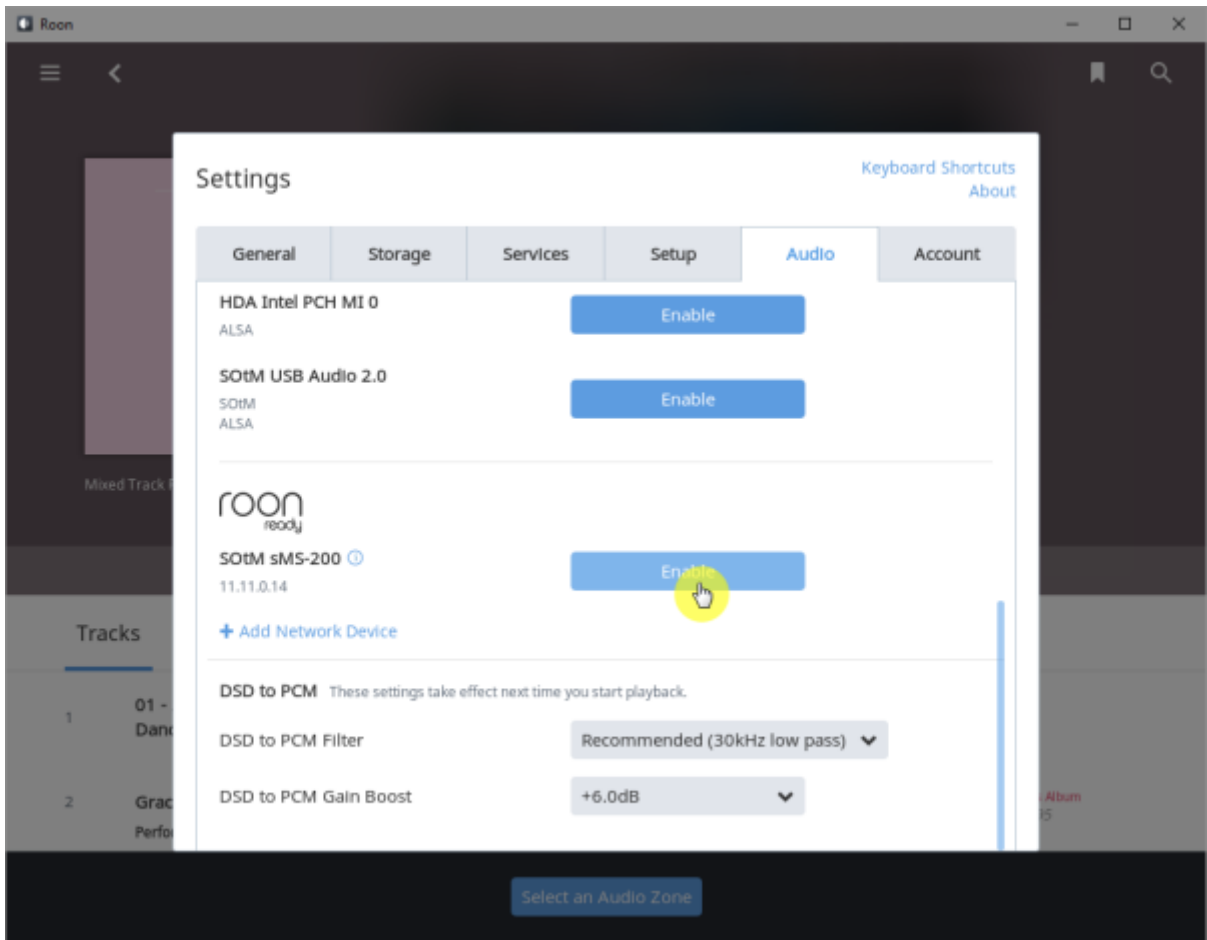 Roon
Settings
Keyboard Shortcuts
About
General Storage Services Setup Audio Account
HDA Intel PCH MI 0
ALSA
Enable
SOtM USB Audio 2.0
SOtM
ALSA
Enable
Mixed Track
roon
ready
SOtM sMS-200
11.11.0.14
Enable
+ Add Network Device
Tracks
DSD to PCM These settings take effect next time you start playback.
1
01 -
DSD to PCM Filter
Recommended (30kHz low pass)
DSD to PCM Gain Boost
+6.0dB
2
Album
Select an Audio Zone